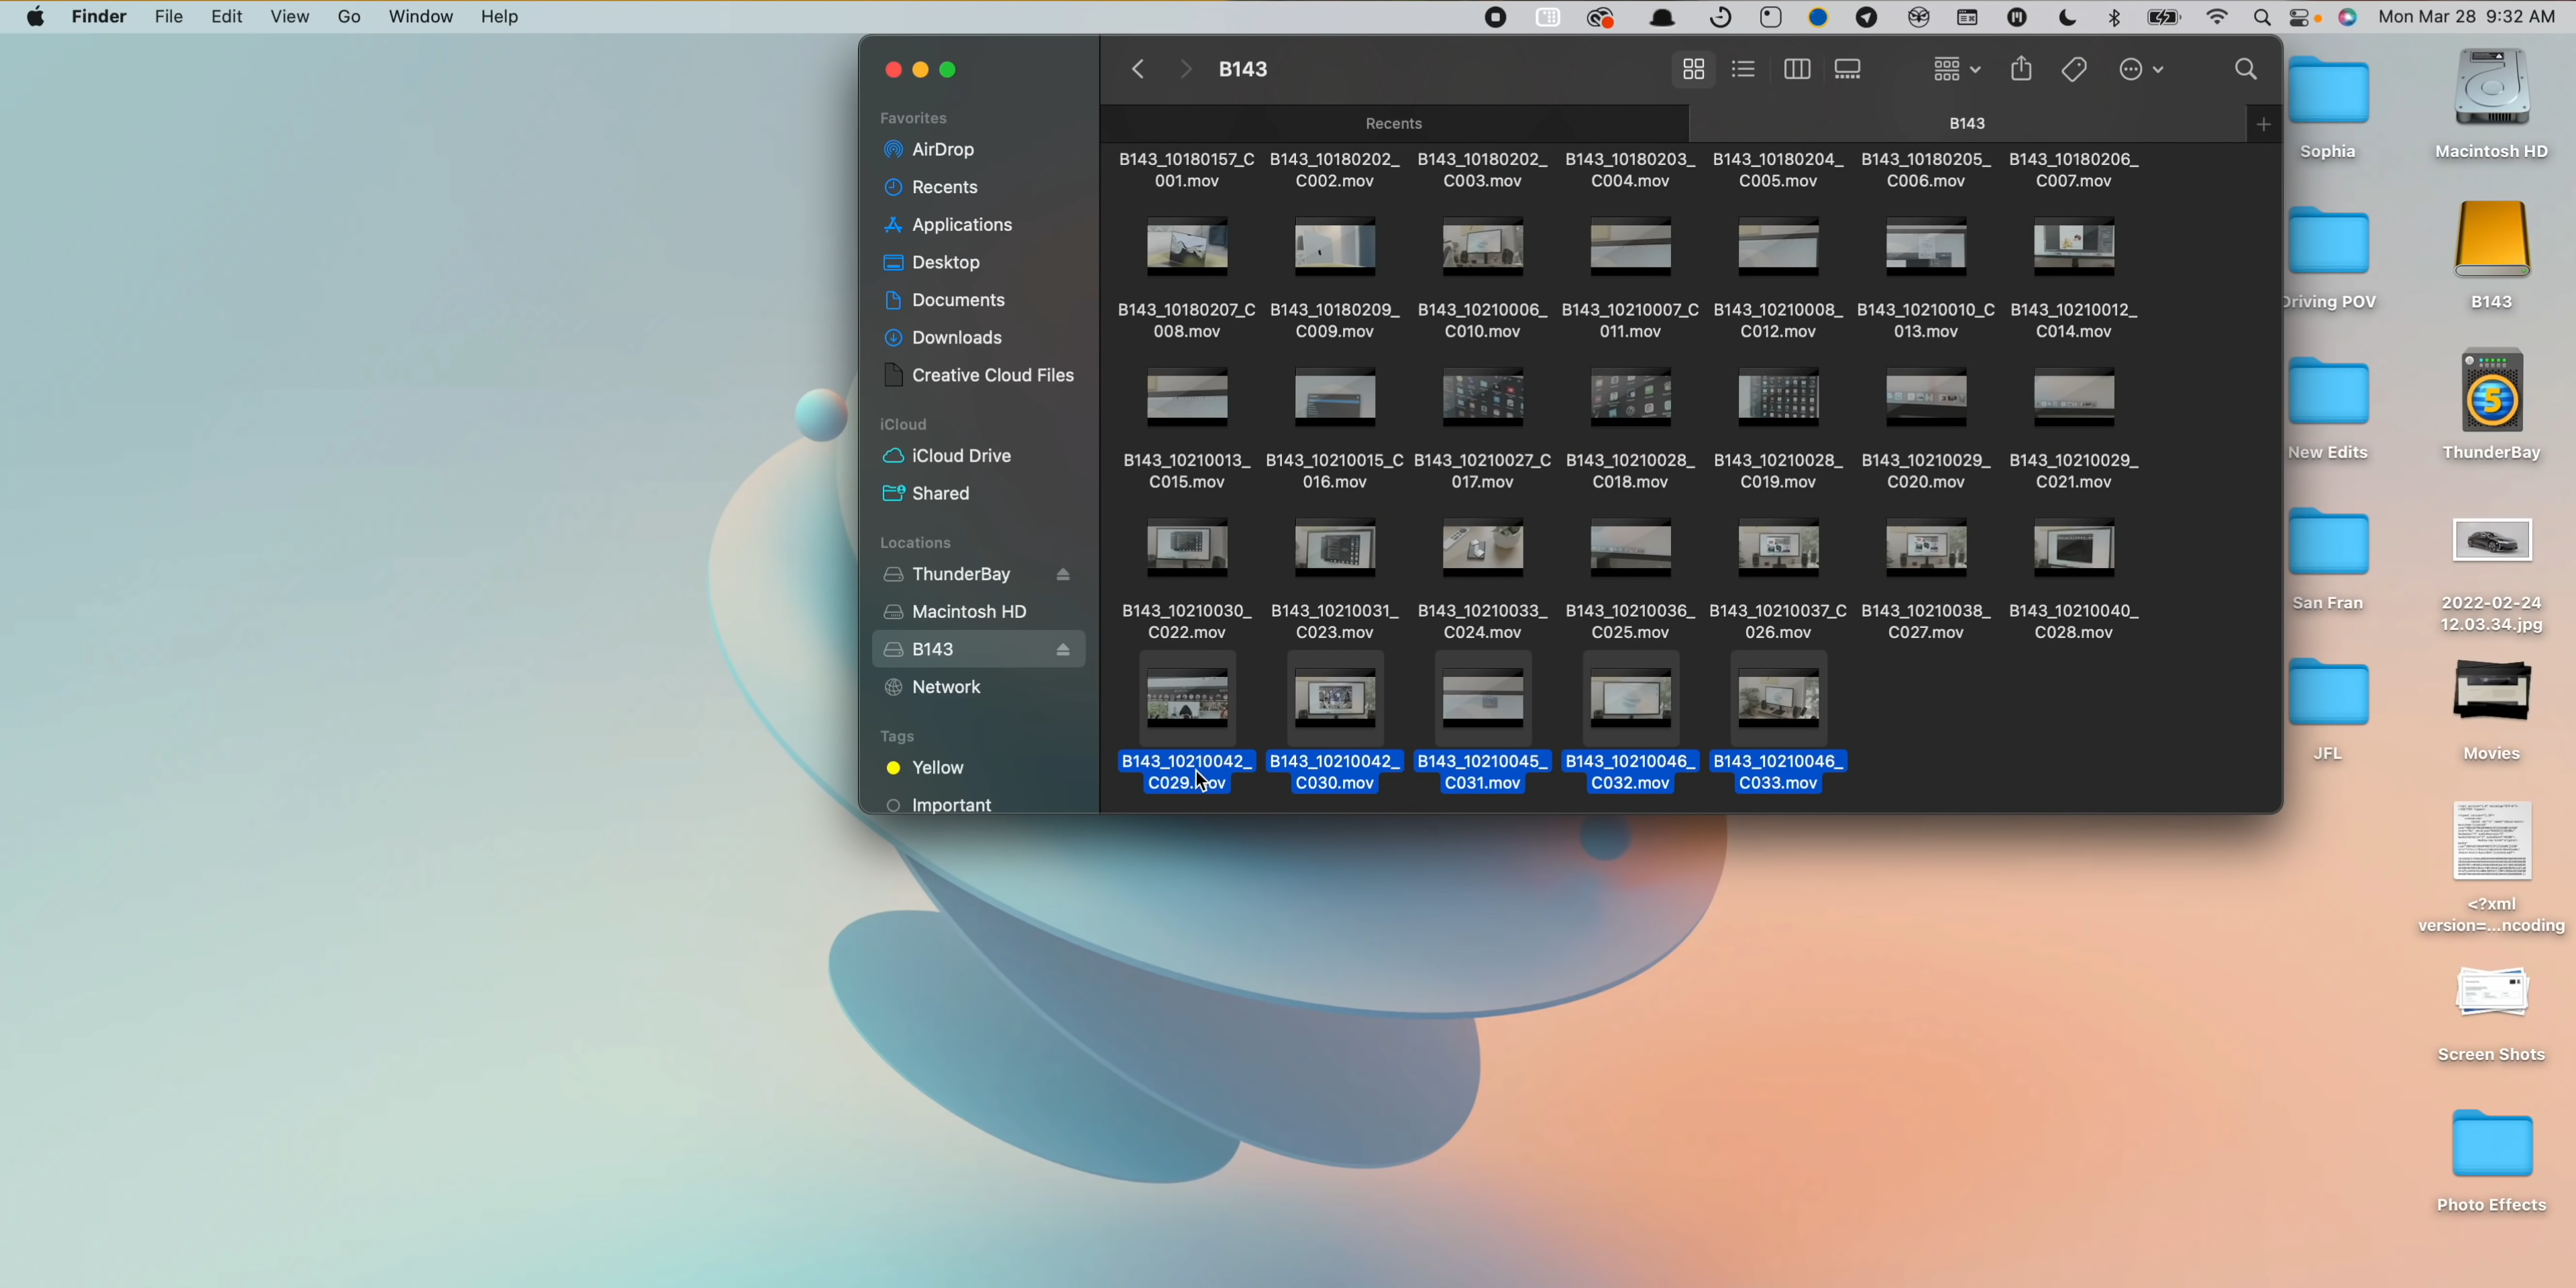 Finder File Edit View Go Window Help Mon Mar 28 9:32 AM
B143
Recents B143
Favorites
AirDrop
Recents
Applications
Desktop
Documents
Downloads
Creative Cloud Files
iCloud
iCloud Drive
Shared
Locations
ThunderBay
Macintosh HD
B143
Network
Tags
Yellow
Important
B143_10180157_C B143_10180202_ B143_10180202_ B143_10180203_ B143_10180204_ B143_10180205_ B143_10180206_
001.mov C002.mov C003.mov C004.mov C005.mov C006.mov C007.mov
B143_10180207_C B143_10180209_ B143_10210006_ B143_10210007_C B143_10210008_ B143_10210010_C B143_10210012_
008.mov C009.mov C010.mov 011.mov C012.mov 013.mov C014.mov
B143_10210013_ B143_10210015_C B143_10210027_C B143_10210028_ B143_10210028_ B143_10210029_ B143_10210029_
C015.mov 016.mov 017.mov C018.mov C019.mov C020.mov C021.mov
B143_10210030_ B143_10210031_ B143_10210033_ B143_10210036_ B143_10210037_C B143_10210038_ B143_10210040_
C022.mov C023.mov C024.mov C025.mov 026.mov C027.mov C028.mov
B143_10210042_ B143_10210042_ B143_10210045_ B143_10210046_ B143_10210046_
C029.mov C030.mov C031.mov C032.mov C033.mov
Sophia
Driving POV
New Edits
San Fran
JFL
Macintosh HD
B143
5
ThunderBay
2022-02-24
12.03.34.jpg
Movies
<?xml
version=...ncoding
Screen Shots
Photo Effects